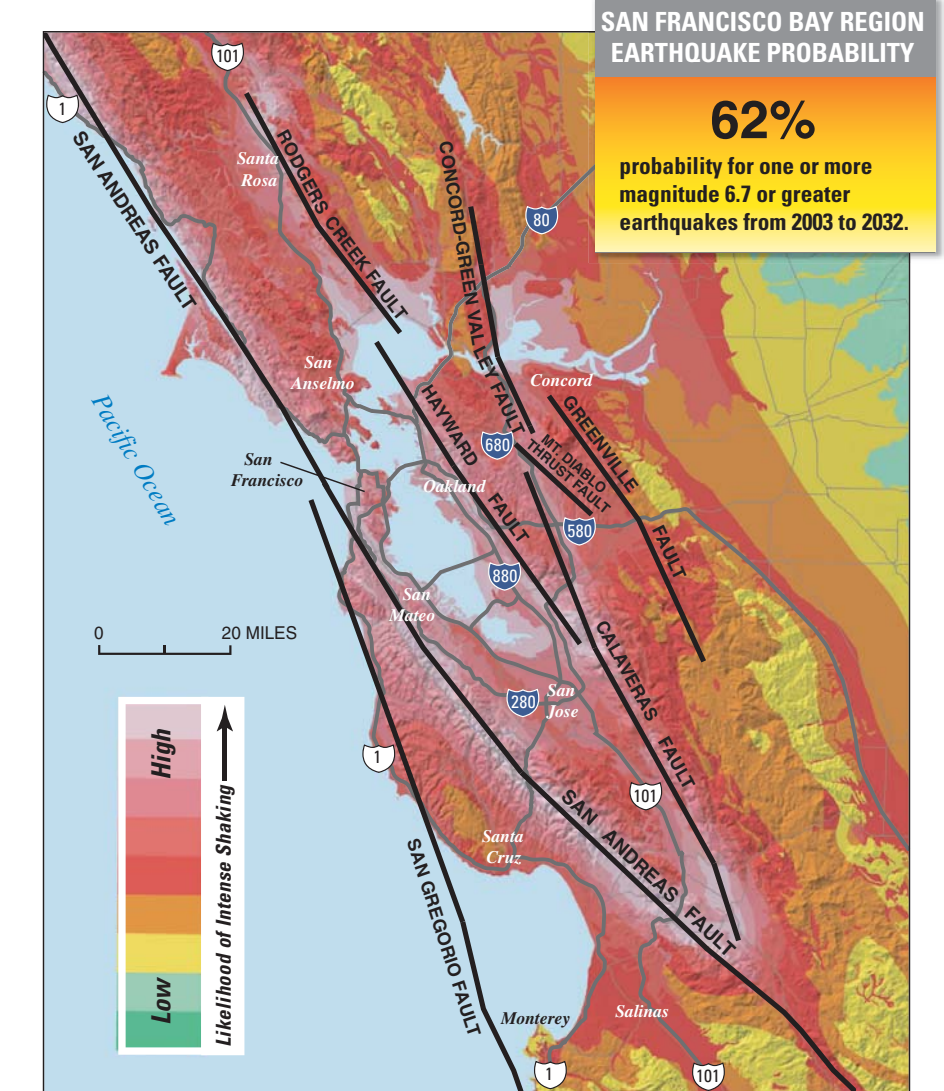 SAN FRANCISCO BAY REGION
EARTHQUAKE PROBABILITY
62%
probability for one or more
magnitude 6.7 or greater
earthquakes from 2003 to 2032.
101
1
SAN ANDREAS FAULT
Santa
Rosa
RODGERS CREEK FAULT
CONCORD-GREEN VALLEY FAULT
80
San
Anselmo
Concord
Pacific Ocean
HAYWARD
FAULT
680
MT. DIABLO
THRUST FAULT
GREENVILLE
FAULT
San
Francisco
Oakland
580
880
San
Mateo
0
20 MILES
CALAVERAS
FAULT
280
San
Jose
1
101
SAN ANDREAS FAULT
Santa
Cruz
SAN GREGORIO FAULT
High
Low
Likelihood of Intense Shaking
Monterey
Salinas
1
101